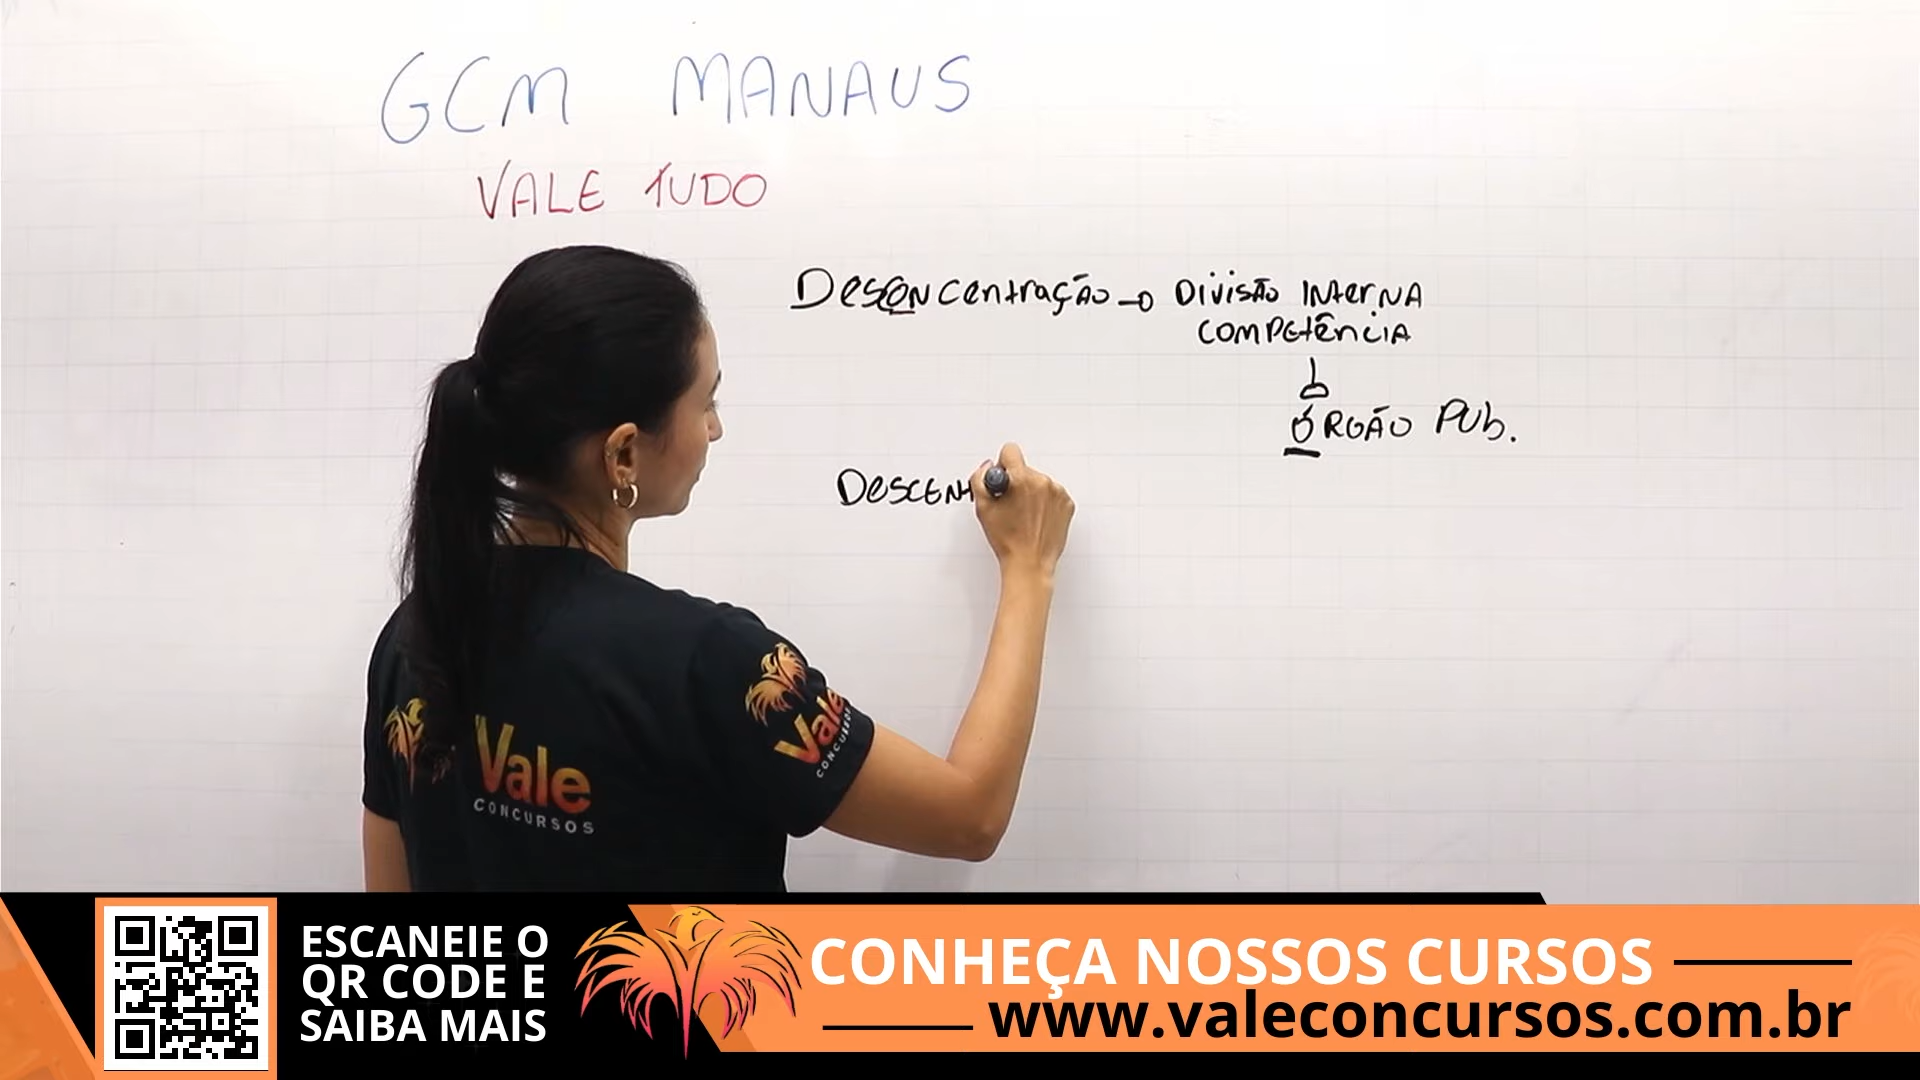 GCM MANAUS
VALE TUDO
Desconcentração → Divisão Interna
Competência
Órgão Pub.
Descent
Vale
CONCURSOS
Vale
CONCURSOS
ESCANEIE O
QR CODE E
SAIBA MAIS
CONHEÇA NOSSOS CURSOS
www.valeconcursos.com.br